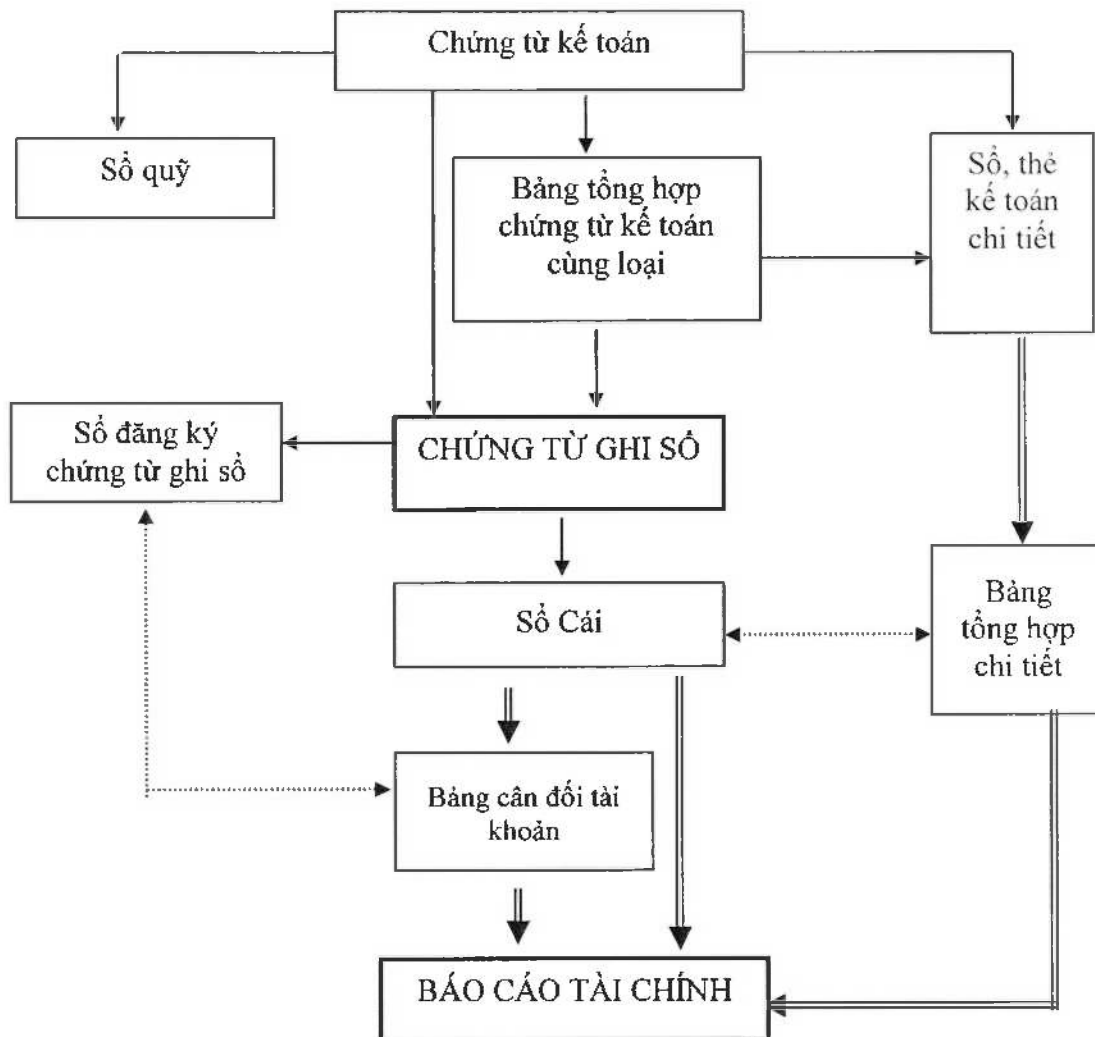 Chứng từ kế toán
Sổ quỹ
Bảng tổng hợp
chứng từ kế toán
cùng loại
Sổ, thẻ
kế toán
chi tiết
Sổ đăng ký
chứng từ ghi sổ
CHỨNG TỪ GHI SỔ
Sổ Cái
Bảng
tổng hợp
chi tiết
Bảng cân đối tài
khoản
BÁO CÁO TÀI CHÍNH